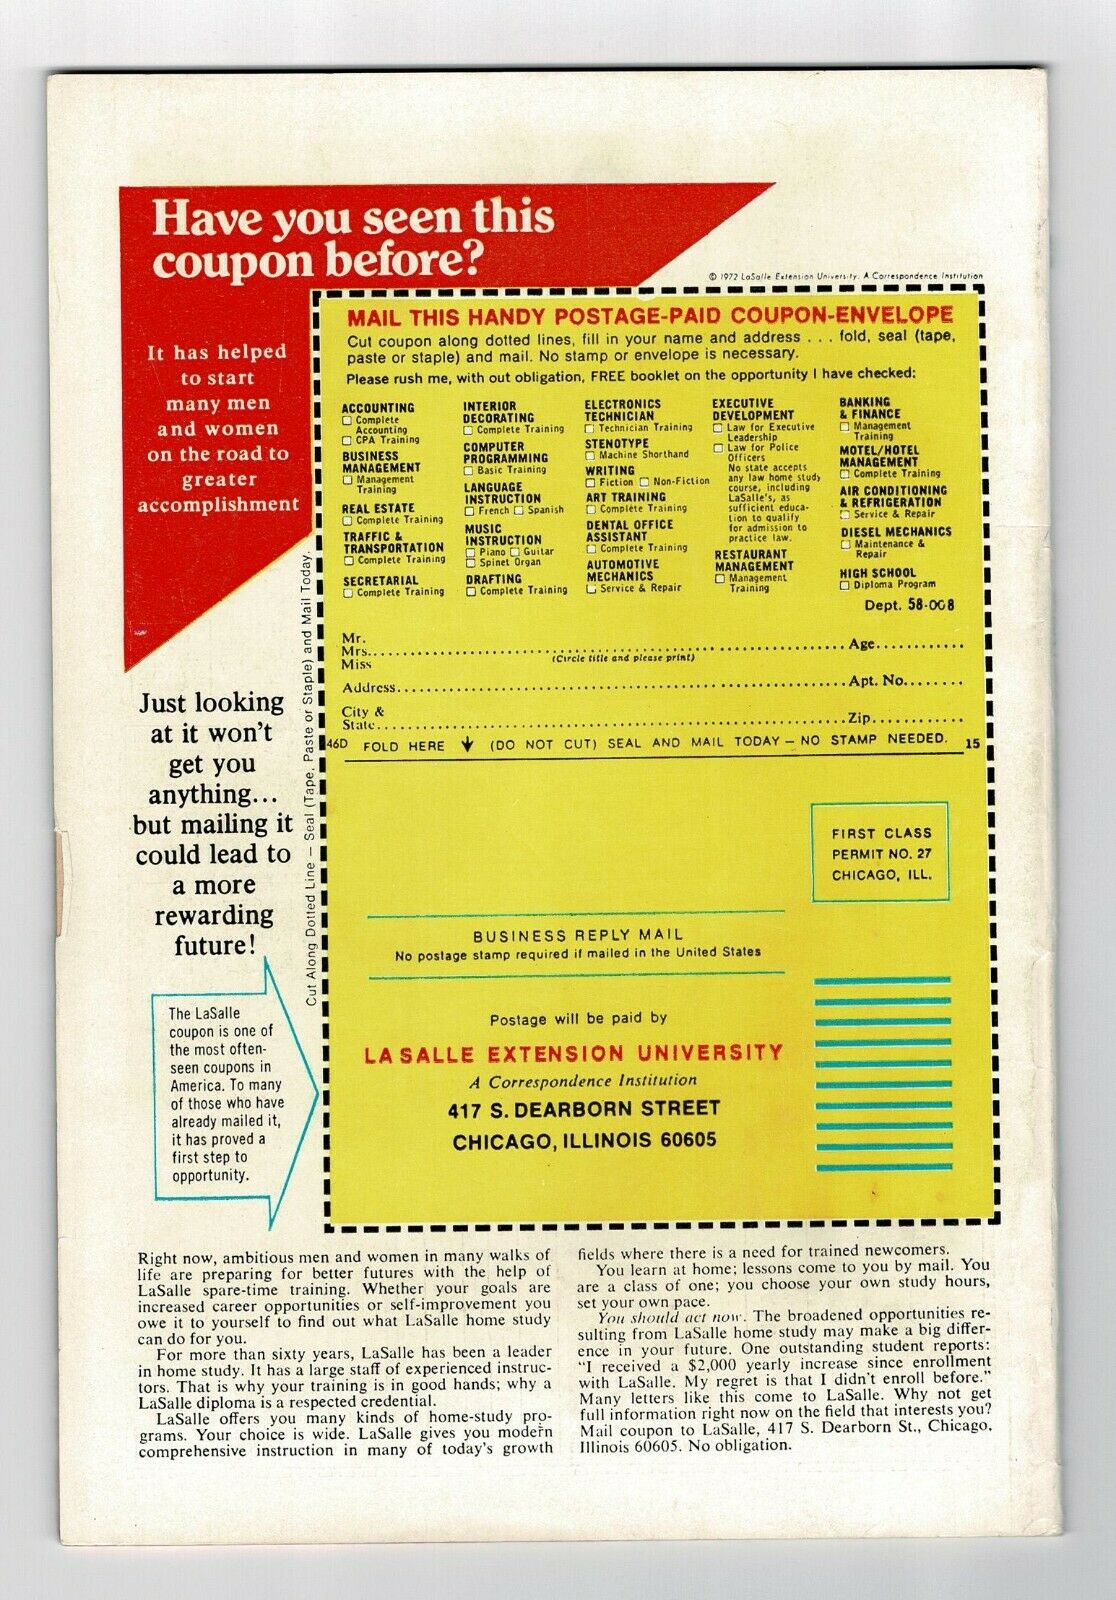 Have you seen this
coupon before?
© 1972 LaSalle Extension University. A Correspondence Institution
It has helped
to start
many men
and women
on the road to
greater
accomplishment
MAIL THIS HANDY POSTAGE-PAID COUPON-ENVELOPE
Cut coupon along dotted lines, fill in your name and address . . . fold, seal (tape,
paste or staple) and mail. No stamp or envelope is necessary.
Please rush me, with out obligation, FREE booklet on the opportunity I have checked:
ACCOUNTING
Complete
Accounting
CPA Training
BUSINESS
MANAGEMENT
Management
Training
REAL ESTATE
Complete Training
TRAFFIC &
TRANSPORTATION
Complete Training
SECRETARIAL
Complete Training
INTERIOR
DECORATING
Complete Training
COMPUTER
PROGRAMMING
Basic Training
LANGUAGE
INSTRUCTION
French Spanish
MUSIC
INSTRUCTION
Piano Guitar
Spinet Organ
DRAFTING
Complete Training
ELECTRONICS
TECHNICIAN
Technician Training
STENOTYPE
Machine Shorthand
WRITING
Fiction Non-Fiction
ART TRAINING
Complete Training
DENTAL OFFICE
ASSISTANT
Complete Training
AUTOMOTIVE
MECHANICS
Service & Repair
EXECUTIVE
DEVELOPMENT
Law for Executive
Leadership
Law for Police
Officers
No state accepts
any law home study
course, including
LaSalle's, as
sufficient educa-
tion to qualify
for admission to
practice law.
RESTAURANT
MANAGEMENT
Management
Training
BANKING
& FINANCE
Management
Training
MOTEL/HOTEL
MANAGEMENT
Complete Training
AIR CONDITIONING
& REFRIGERATION
Service & Repair
DIESEL MECHANICS
Maintenance &
Repair
HIGH SCHOOL
Diploma Program
Dept. 58-008
Mr.
Mrs. Age
Miss (Circle title and please print)
Address Apt. No.
City &
State Zip
46D FOLD HERE (DO NOT CUT) SEAL AND MAIL TODAY – NO STAMP NEEDED. 15
Cut Along Dotted Line – Seal (Tape, Paste or Staple) and Mail Today.
Just looking
at it won't
get you
anything...
but mailing it
could lead to
a more
rewarding
future!
The LaSalle
coupon is one of
the most often-
seen coupons in
America. To many
of those who have
already mailed it,
it has proved a
first step to
opportunity.
FIRST CLASS
PERMIT NO. 27
CHICAGO, ILL.
BUSINESS REPLY MAIL
No postage stamp required if mailed in the United States
Postage will be paid by
LA SALLE EXTENSION UNIVERSITY
A Correspondence Institution
417 S. DEARBORN STREET
CHICAGO, ILLINOIS 60605
Right now, ambitious men and women in many walks of
life are preparing for better futures with the help of
LaSalle spare-time training. Whether your goals are
increased career opportunities or self-improvement you
owe it to yourself to find out what LaSalle home study
can do for you.
For more than sixty years, LaSalle has been a leader
in home study. It has a large staff of experienced instruc-
tors. That is why your training is in good hands; why a
LaSalle diploma is a respected credential.
LaSalle offers you many kinds of home-study pro-
grams. Your choice is wide. LaSalle gives you modern
comprehensive instruction in many of today's growth
fields where there is a need for trained newcomers.
You learn at home; lessons come to you by mail. You
are a class of one; you choose your own study hours,
set your own pace.
You should act now. The broadened opportunities re-
sulting from LaSalle home study may make a big differ-
ence in your future. One outstanding student reports:
"I received a $2,000 yearly increase since enrollment
with LaSalle. My regret is that I didn't enroll before."
Many letters like this come to LaSalle. Why not get
full information right now on the field that interests you?
Mail coupon to LaSalle, 417 S. Dearborn St., Chicago,
Illinois 60605. No obligation.